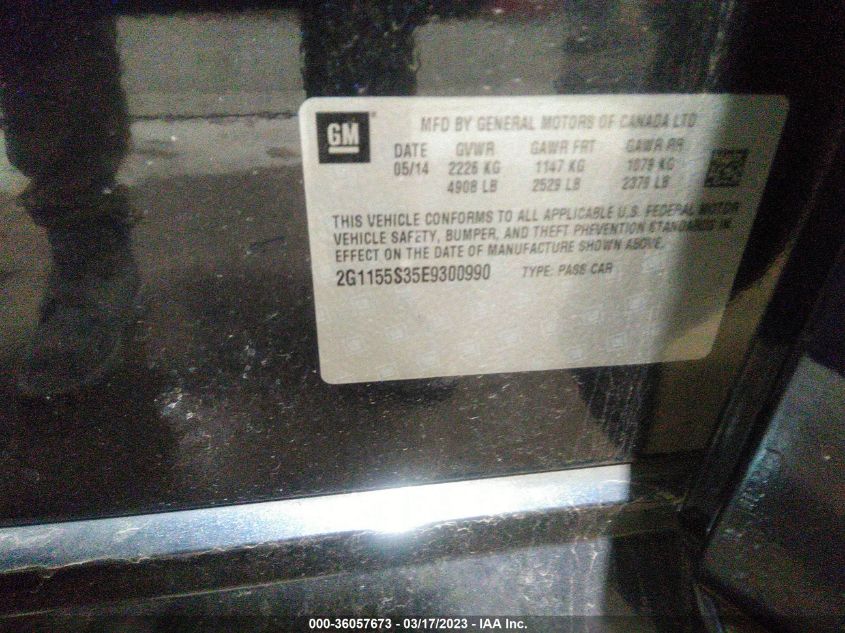 GM
MFD BY GENERAL MOTORS OF CANADA LTD
DATE GVWR GAWR FRT GAWR RR
05/14 2226 KG 1147 KG 1079 KG
4908 LB 2529 LB 2379 LB
THIS VEHICLE CONFORMS TO ALL APPLICABLE U.S. FEDERAL MOTOR
VEHICLE SAFETY, BUMPER, AND THEFT PREVENTION STANDARDS IN
EFFECT ON THE DATE OF MANUFACTURE SHOWN ABOVE.
2G1155S35E9300990 TYPE: PASS CAR
000-36057673 - 03/17/2023 - IAA Inc.